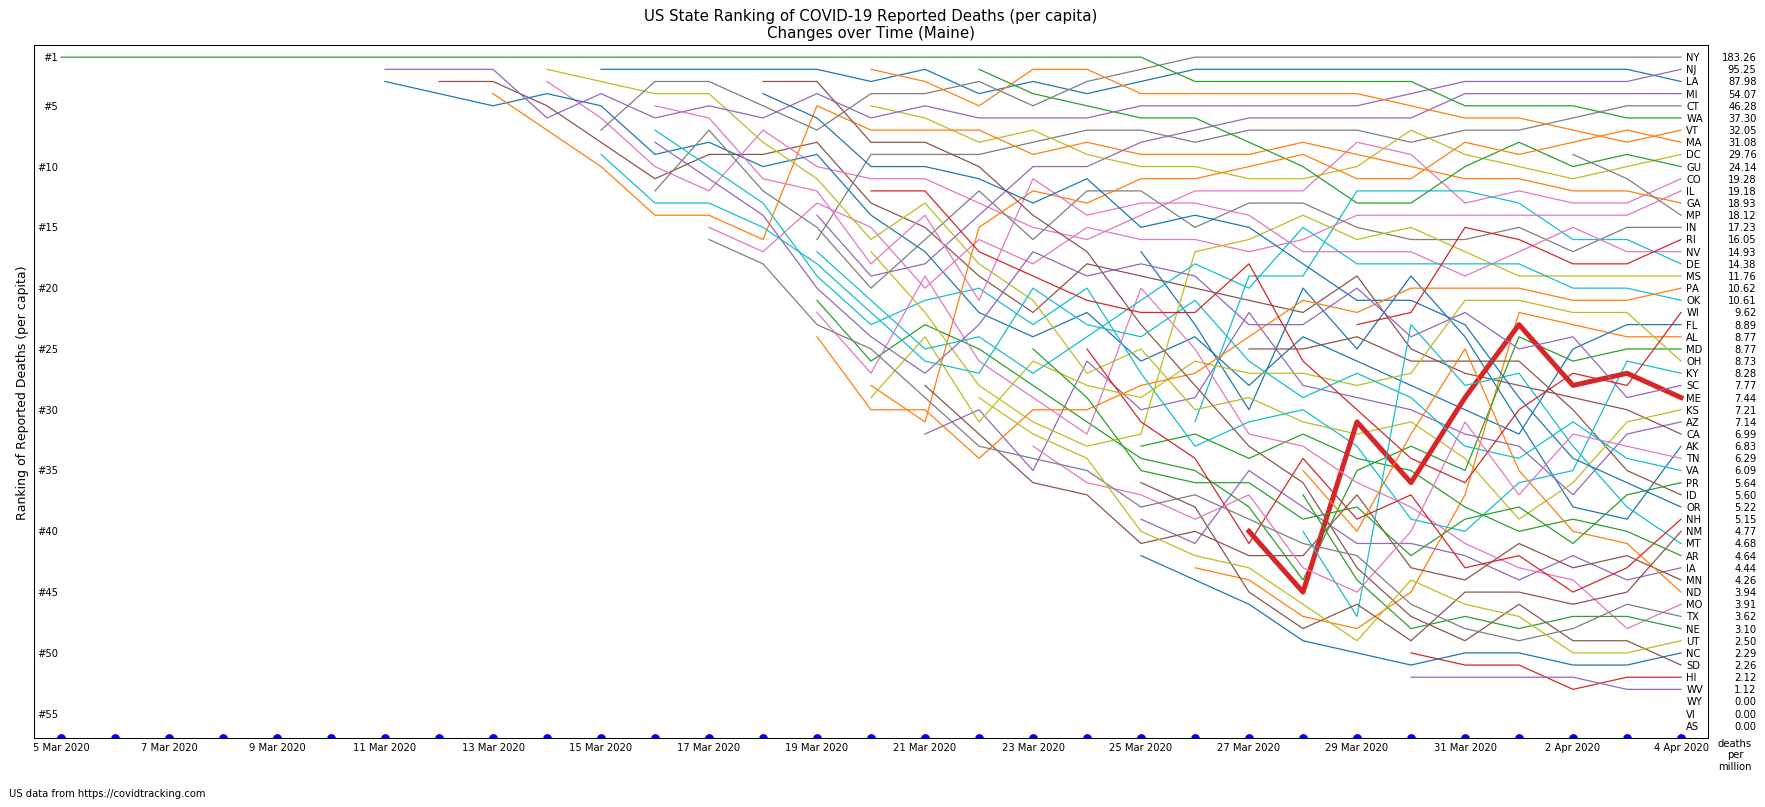 US State Ranking of COVID-19 Reported Deaths (per capita)
Changes over Time (Maine)
Ranking of Reported Deaths (per capita)
#1
#5
#10
#15
#20
#25
#30
#35
#40
#45
#50
#55
NY 183.26
NJ 95.25
LA 87.98
MI 54.07
CT 46.28
WA 37.30
VT 32.05
MA 31.08
DC 29.76
GU 24.14
CO 19.28
IL 19.18
GA 18.93
MP 18.12
IN 17.23
RI 16.05
NV 14.93
DE 14.38
MS 11.76
PA 10.62
OK 10.61
WI 9.62
FL 8.89
AL 8.77
MD 8.77
OH 8.73
KY 8.28
SC 7.77
ME 7.44
KS 7.21
AZ 7.14
CA 6.99
AK 6.83
TN 6.29
VA 6.09
PR 5.64
ID 5.60
OR 5.22
NH 5.15
NM 4.77
MT 4.68
AR 4.64
IA 4.44
MN 4.26
ND 3.94
MO 3.91
TX 3.62
NE 3.10
UT 2.50
NC 2.29
SD 2.26
HI 2.12
WV 1.12
WY 0.00
VI 0.00
AS 0.00
5 Mar 2020 7 Mar 2020 9 Mar 2020 11 Mar 2020 13 Mar 2020 15 Mar 2020 17 Mar 2020 19 Mar 2020 21 Mar 2020 23 Mar 2020 25 Mar 2020 27 Mar 2020 29 Mar 2020 31 Mar 2020 2 Apr 2020 4 Apr 2020
deaths
per
million
US data from https://covidtracking.com